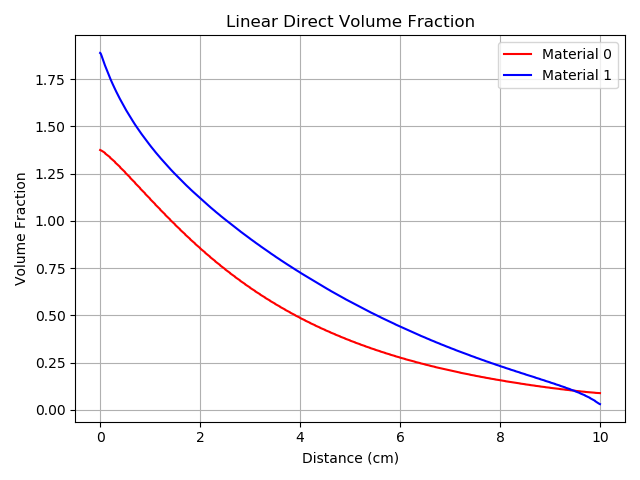 Linear Direct Volume Fraction
Material 0
Material 1
Volume Fraction
1.75
1.50
1.25
1.00
0.75
0.50
0.25
0.00
0 2 4 6 8 10
Distance (cm)